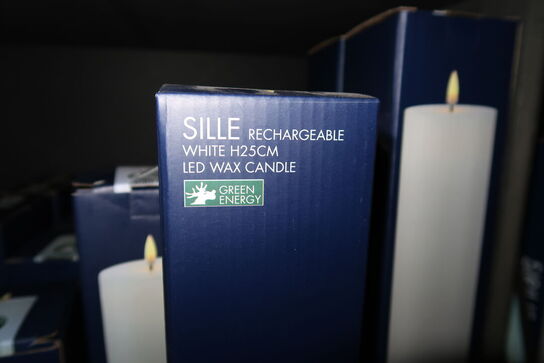 SILLE RECHARGEABLE
WHITE H25CM
LED WAX CANDLE
GREEN
ENERGY